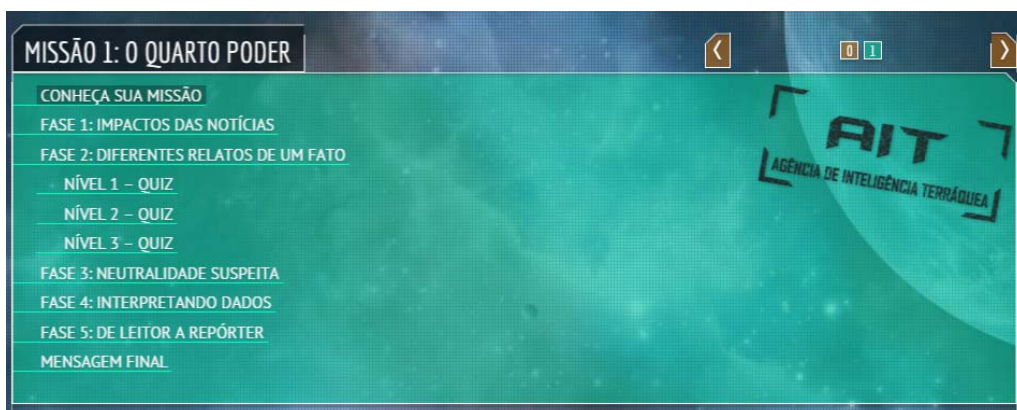 MISSÃO 1: O QUARTO PODER
0 1
CONHEÇA SUA MISSÃO
FASE 1: IMPACTOS DAS NOTÍCIAS
FASE 2: DIFERENTES RELATOS DE UM FATO
NÍVEL 1 – QUIZ
NÍVEL 2 – QUIZ
NÍVEL 3 – QUIZ
FASE 3: NEUTRALIDADE SUSPEITA
FASE 4: INTERPRETANDO DADOS
FASE 5: DE LEITOR A REPÓRTER
MENSAGEM FINAL
AIT
AGÊNCIA DE INTELIGÊNCIA TERRÁQUEA